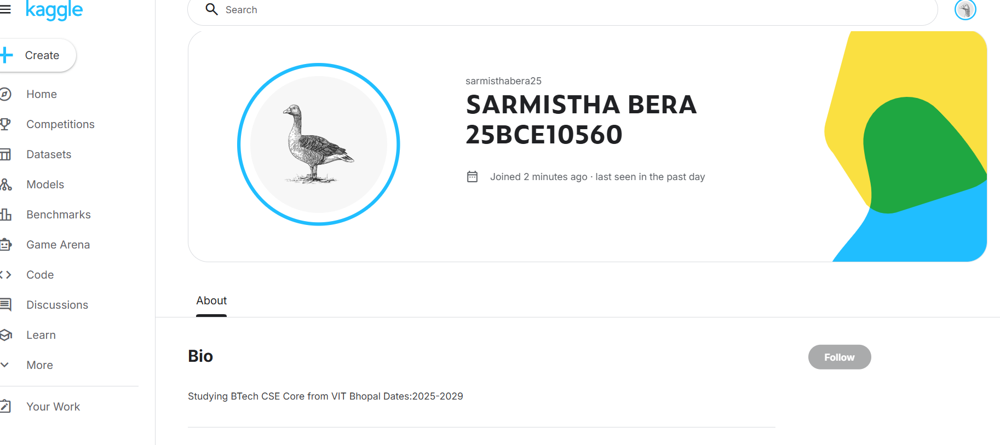 kaggle
Search
Create
Home
Competitions
Datasets
Models
Benchmarks
Game Arena
Code
Discussions
Learn
More
Your Work
sarmisthabera25
SARMISTHA BERA
25BCE10560
Joined 2 minutes ago · last seen in the past day
About
Bio
Follow
Studying BTech CSE Core from VIT Bhopal Dates:2025-2029